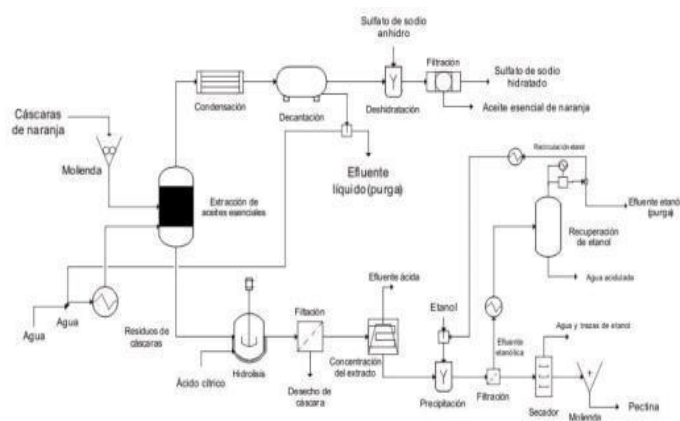 Sulfato de sodio
anhidro
Filtración
Sulfato de sodio
hidratado
Aceite esencial de naranja
Deshidratación
Condensación
Decantación
Cáscaras
de naranja
Molienda
Efluente
líquido(purga)
Extracción de
aceites esenciales
Recirculación etanol
Efluente etanól
(purga)
Recuperación
de etanol
Agua acidulada
Agua
Agua
Residuos de
cáscaras
Ácido cítrico
Hidrolisis
Filtación
Desecho de
cáscara
Efluente ácida
Concentración
del extracto
Etanol
Precipitación
Efluente
etanólica
Filtración
Agua y trazas de etanol
Secador
Molienda
Pectina